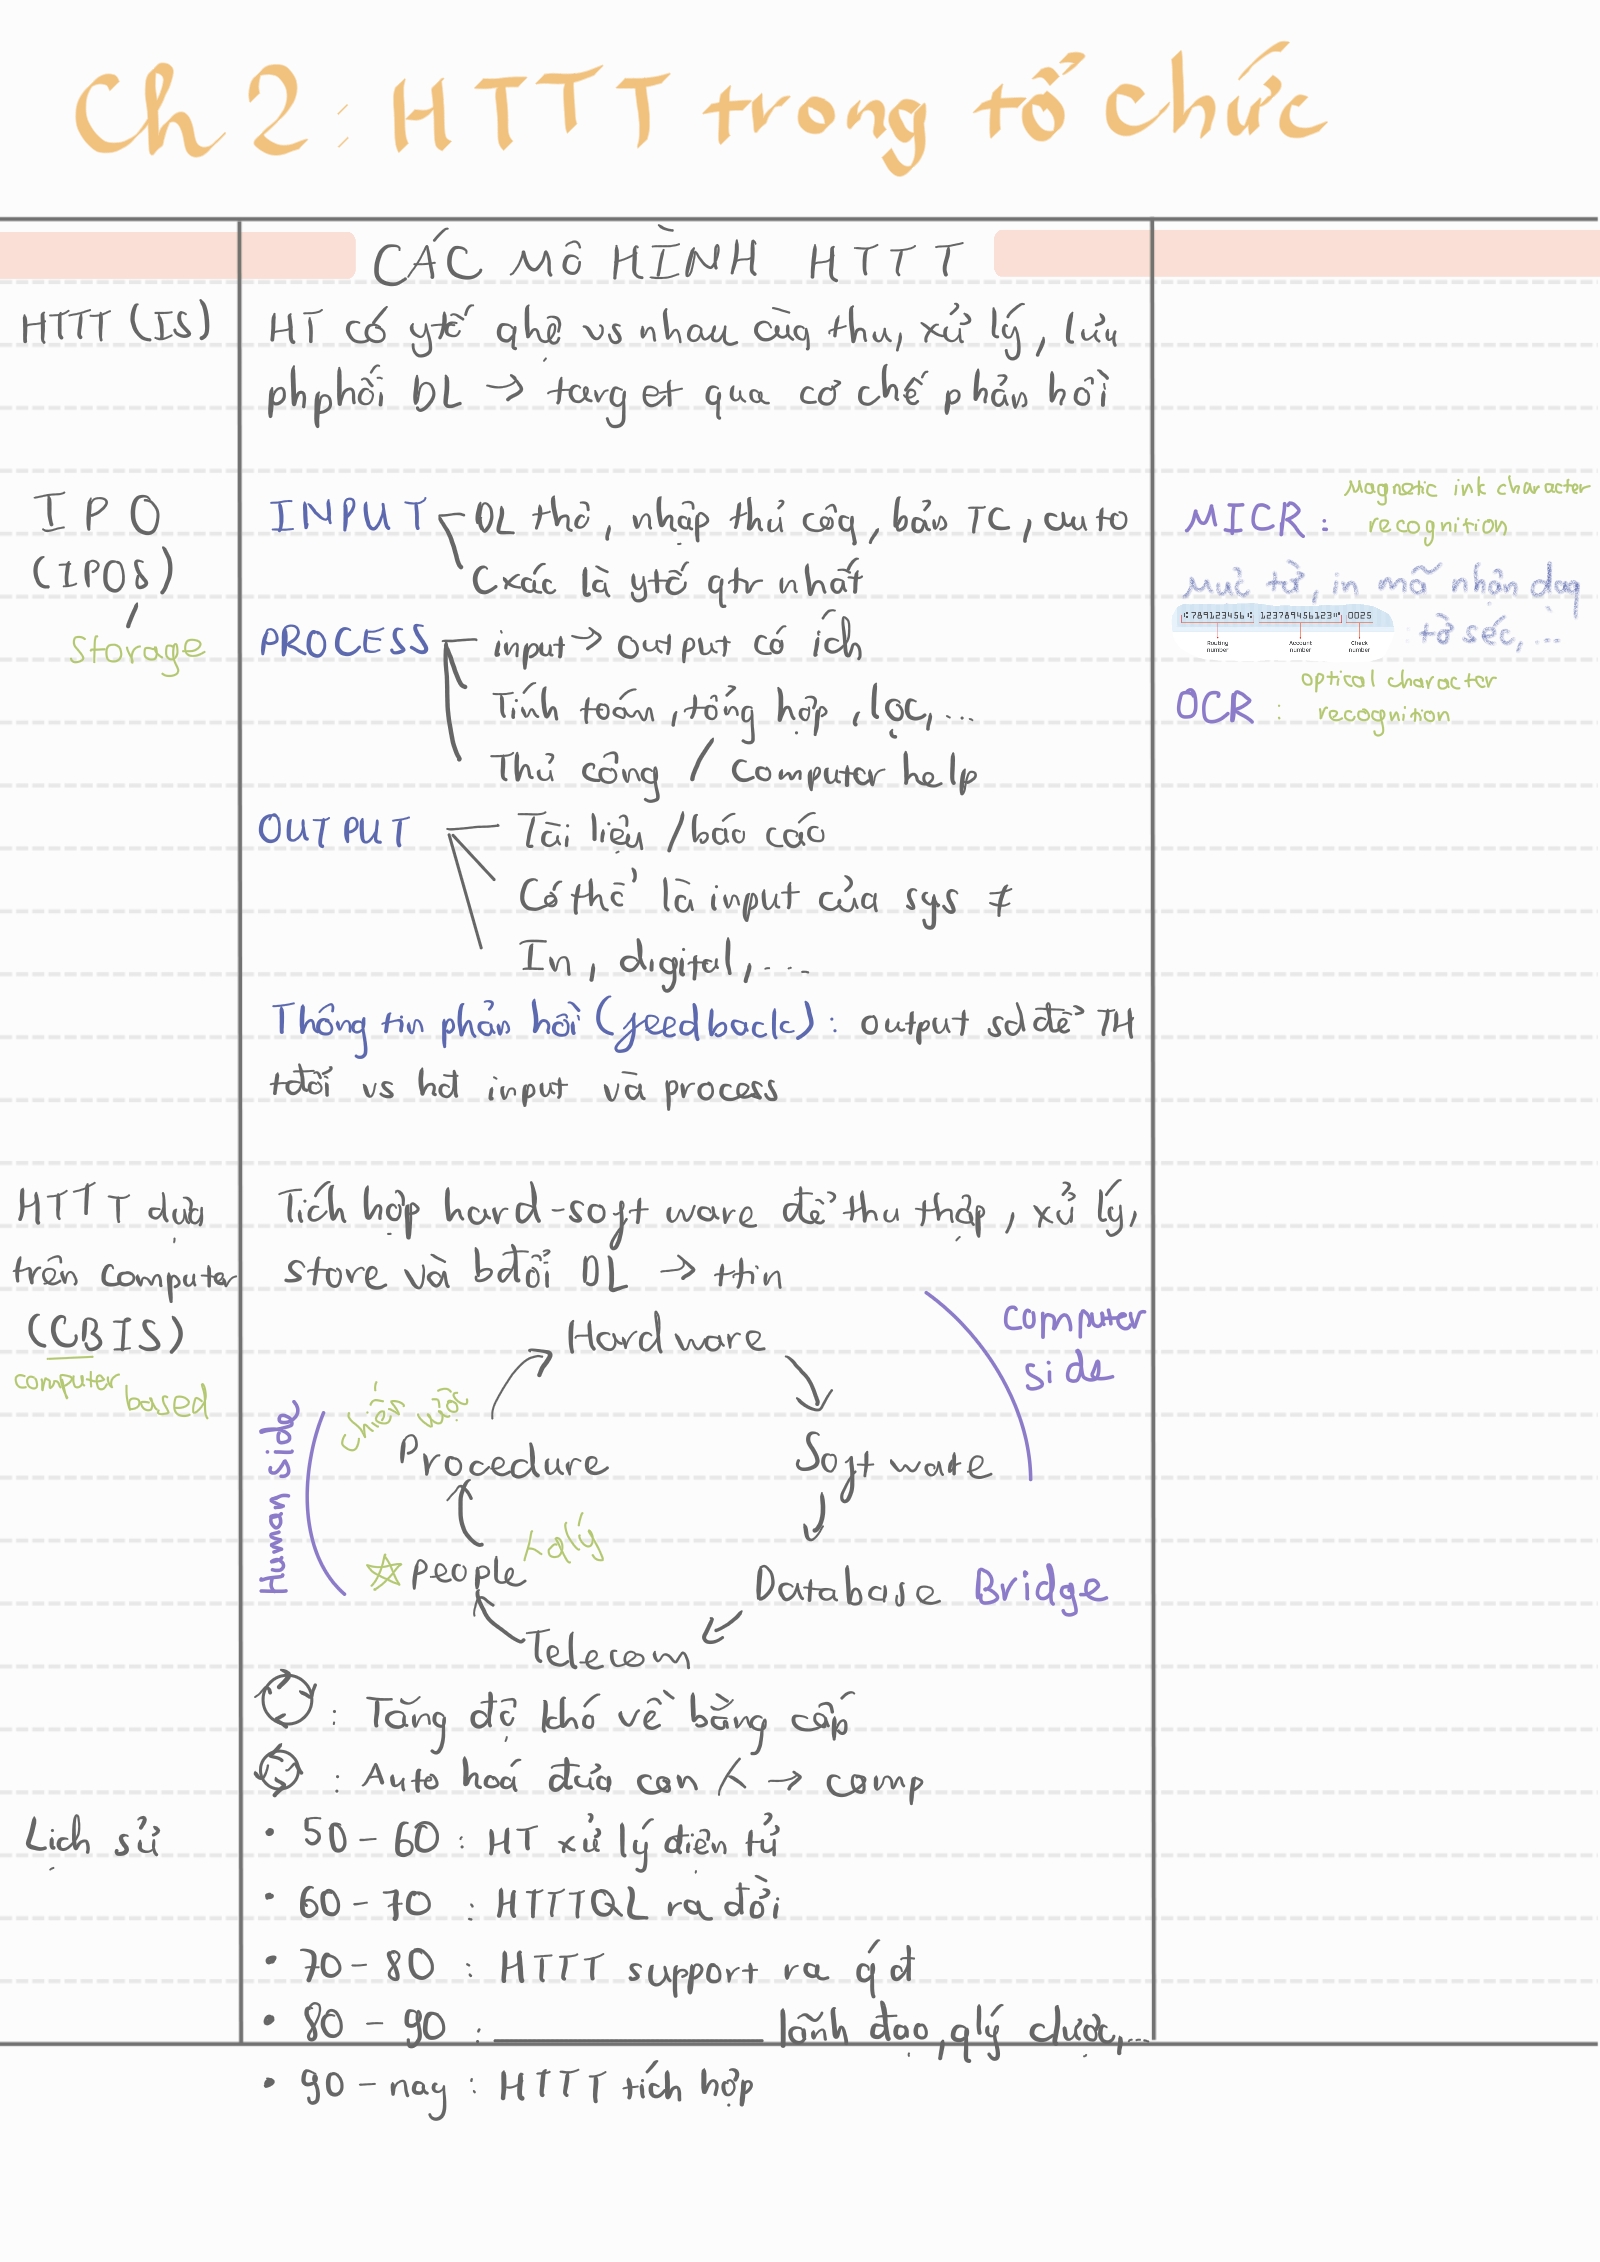 Ch 2: HTTT trong tổ chức
CÁC MÔ HÌNH HTTT
HTTT (IS)
HT có ytố qhệ vs nhau cùg thu, xử lý, lưu
phphối DL → target qua cơ chế phản hồi
IPO
(IPOS)
Storage
INPUT
DL thô, nhập thủ côg, bán TC, auto
Cxác là ytố qtr nhất
PROCESS
input → output có ích
Tính toán, tổng hợp, lọc,...
Thủ công / computer help
OUTPUT
Tài liệu / báo cáo
Có thể là input của sys ≠
In, digital,...
Thông tin phản hồi (feedback): output sd để TH
tđổi vs hđ input và process
MICR:
Magnetic ink character
recognition
Mực từ, in mã nhận dạg
tờ séc,...
⑆789123456⑆ 123789456123⑈ 0025
Routing number
Account number
Check number
OCR:
optical character
recognition
HTTT dựa
trên computer
(CBIS)
computer based
Tích hợp hard-software để thu thập, xử lý,
store và bđổi DL → ttin
Hardware
computer side
Software
Database Bridge
Telecom
☆ people qlý
Procedure
chiến lược
Human side
: Tăng độ khó về bằng cấp
: Auto hoá đưa con → comp
Lịch sử
• 50 - 60 : HT xử lý điện tử
• 60 - 70 : HTTTQL ra đời
• 70 - 80 : HTTT support ra qđ
• 80 - 90 : lãnh đạo, qlý clược,...
• 90 - nay : HTTT tích hợp